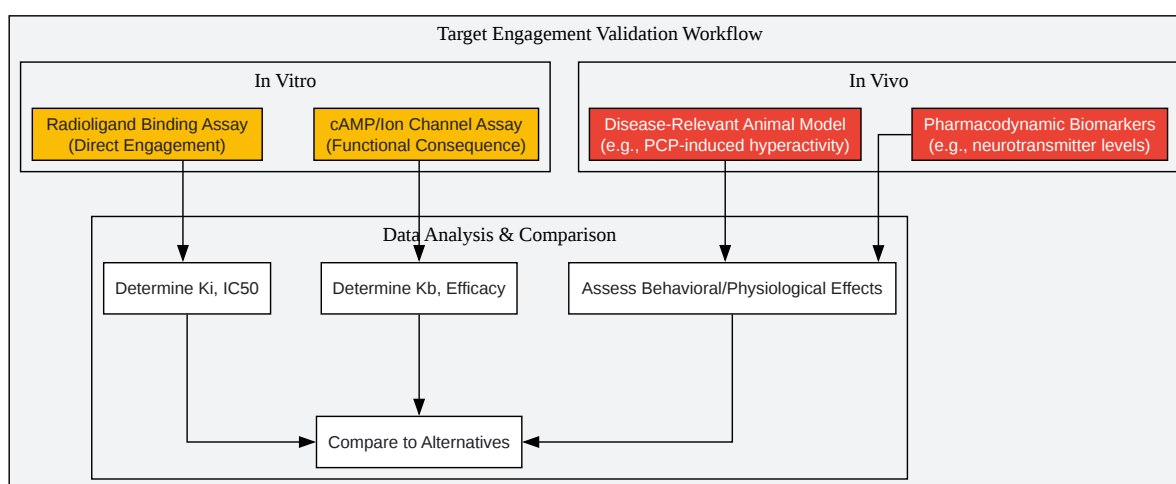 Target Engagement Validation Workflow
In Vitro
In Vivo
Radioligand Binding Assay
(Direct Engagement)
cAMP/Ion Channel Assay
(Functional Consequence)
Disease-Relevant Animal Model
(e.g., PCP-induced hyperactivity)
Pharmacodynamic Biomarkers
(e.g., neurotransmitter levels)
Data Analysis & Comparison
Determine Ki, IC50
Determine Kb, Efficacy
Assess Behavioral/Physiological Effects
Compare to Alternatives